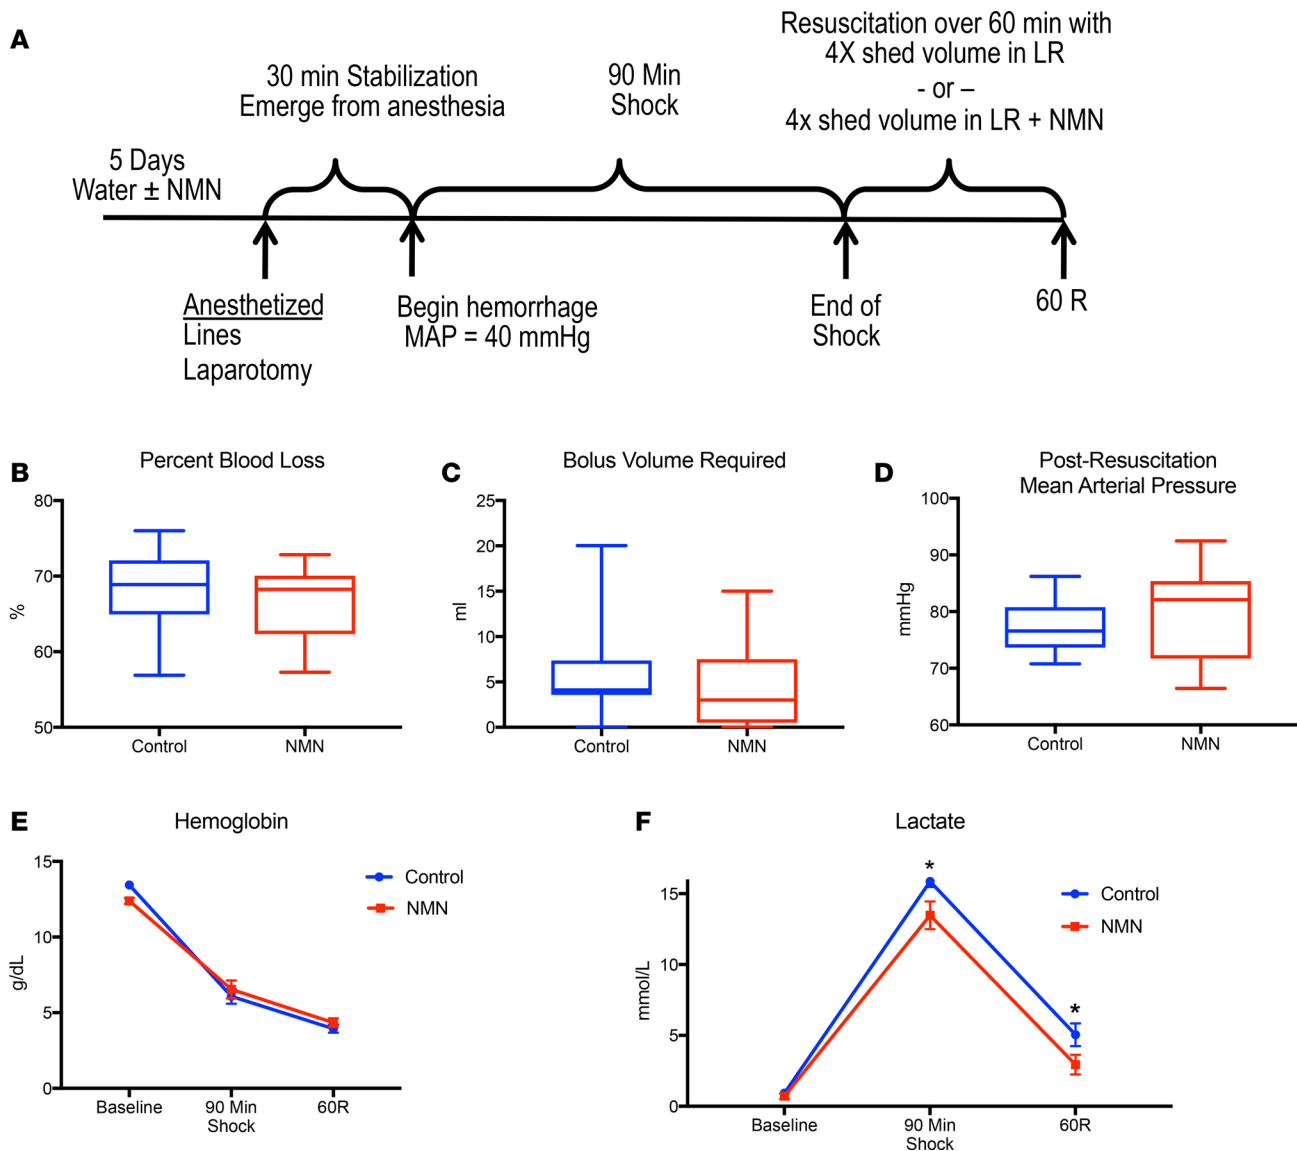 A
Resuscitation over 60 min with
4X shed volume in LR
- or –
4x shed volume in LR + NMN
30 min Stabilization
Emerge from anesthesia
90 Min
Shock
5 Days
Water ± NMN
Anesthetized
Lines
Laparotomy
Begin hemorrhage
MAP = 40 mmHg
End of
Shock
60 R
B
Percent Blood Loss
80
70
60
50
%
Control
NMN
C
Bolus Volume Required
25
20
15
10
5
0
ml
Control
NMN
D
Post-Resuscitation
Mean Arterial Pressure
100
90
80
70
60
mmHg
Control
NMN
E
Hemoglobin
15
10
5
0
g/dL
Control
NMN
Baseline
90 Min
Shock
60R
F
Lactate
15
10
5
0
mmol/L
*
*
Control
NMN
Baseline
90 Min
Shock
60R